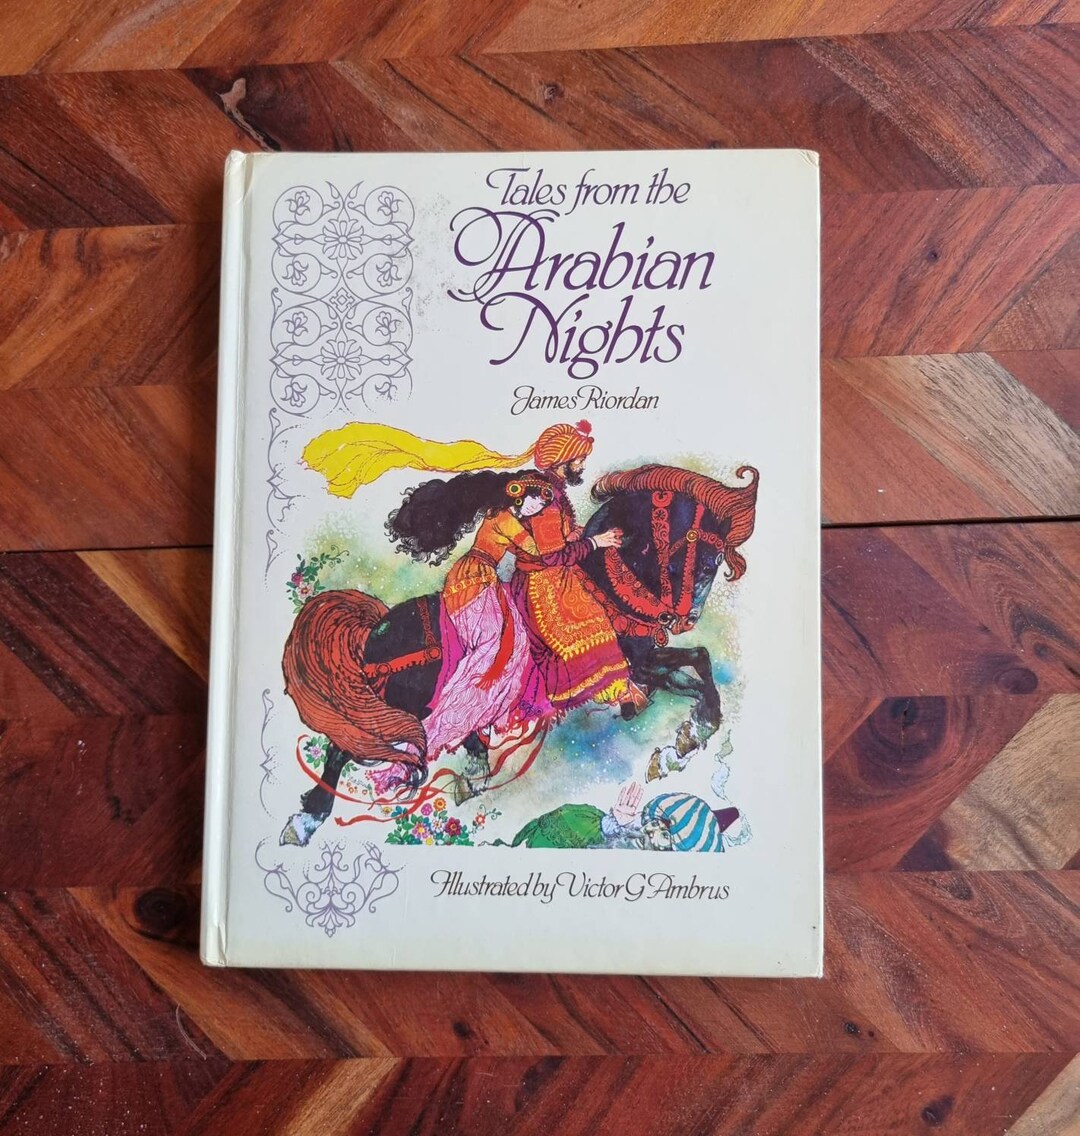 Tales from the
Arabian
Nights
James Riordan
Illustrated by Victor G Ambrus